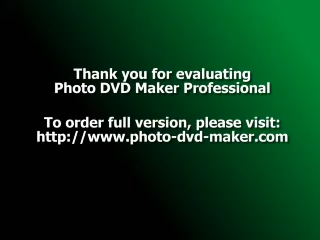 Thank you for evaluating
Photo DVD Maker Professional
To order full version, please visit:
http://www.photo-dvd-maker.com